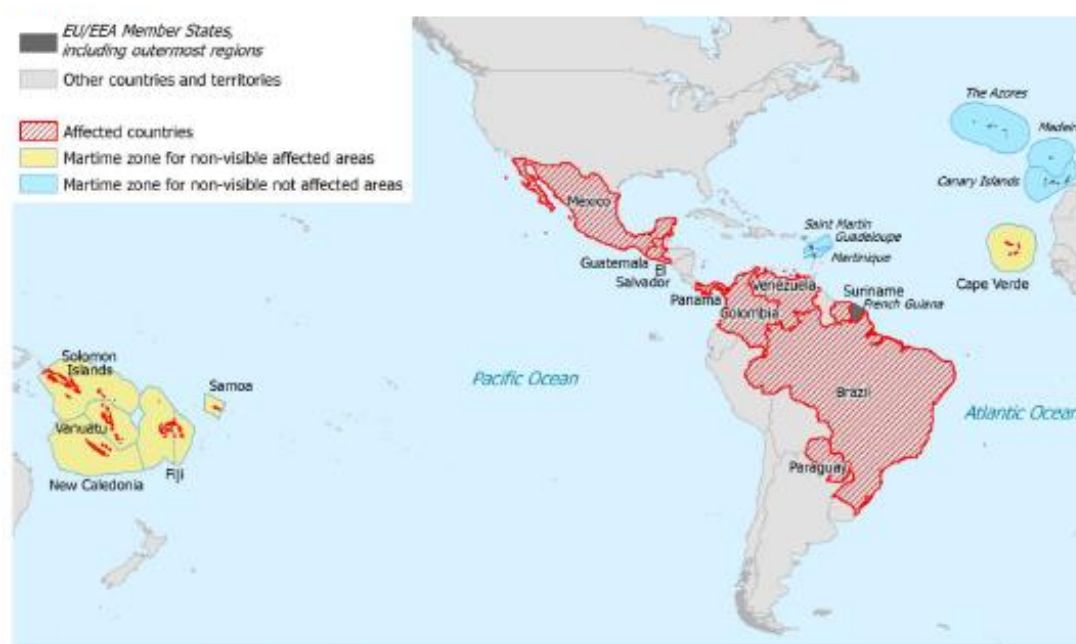 EU/EEA Member States,
including outermost regions
Other countries and territories
Affected countries
Martime zone for non-visible affected areas
Martime zone for non-visible not affected areas
The Azores
Madeir
Canary Islands
Mexico
Saint Martin
Guadeloupe
Martinique
Guatemala
El
Salvador
Panama
Venezuela
Colombia
Suriname
French Guiana
Cape Verde
Solomon
Islands
Samoa
Pacific Ocean
Brazil
Atlantic Ocean
Vanuatu
Paraguay
Fiji
New Caledonia